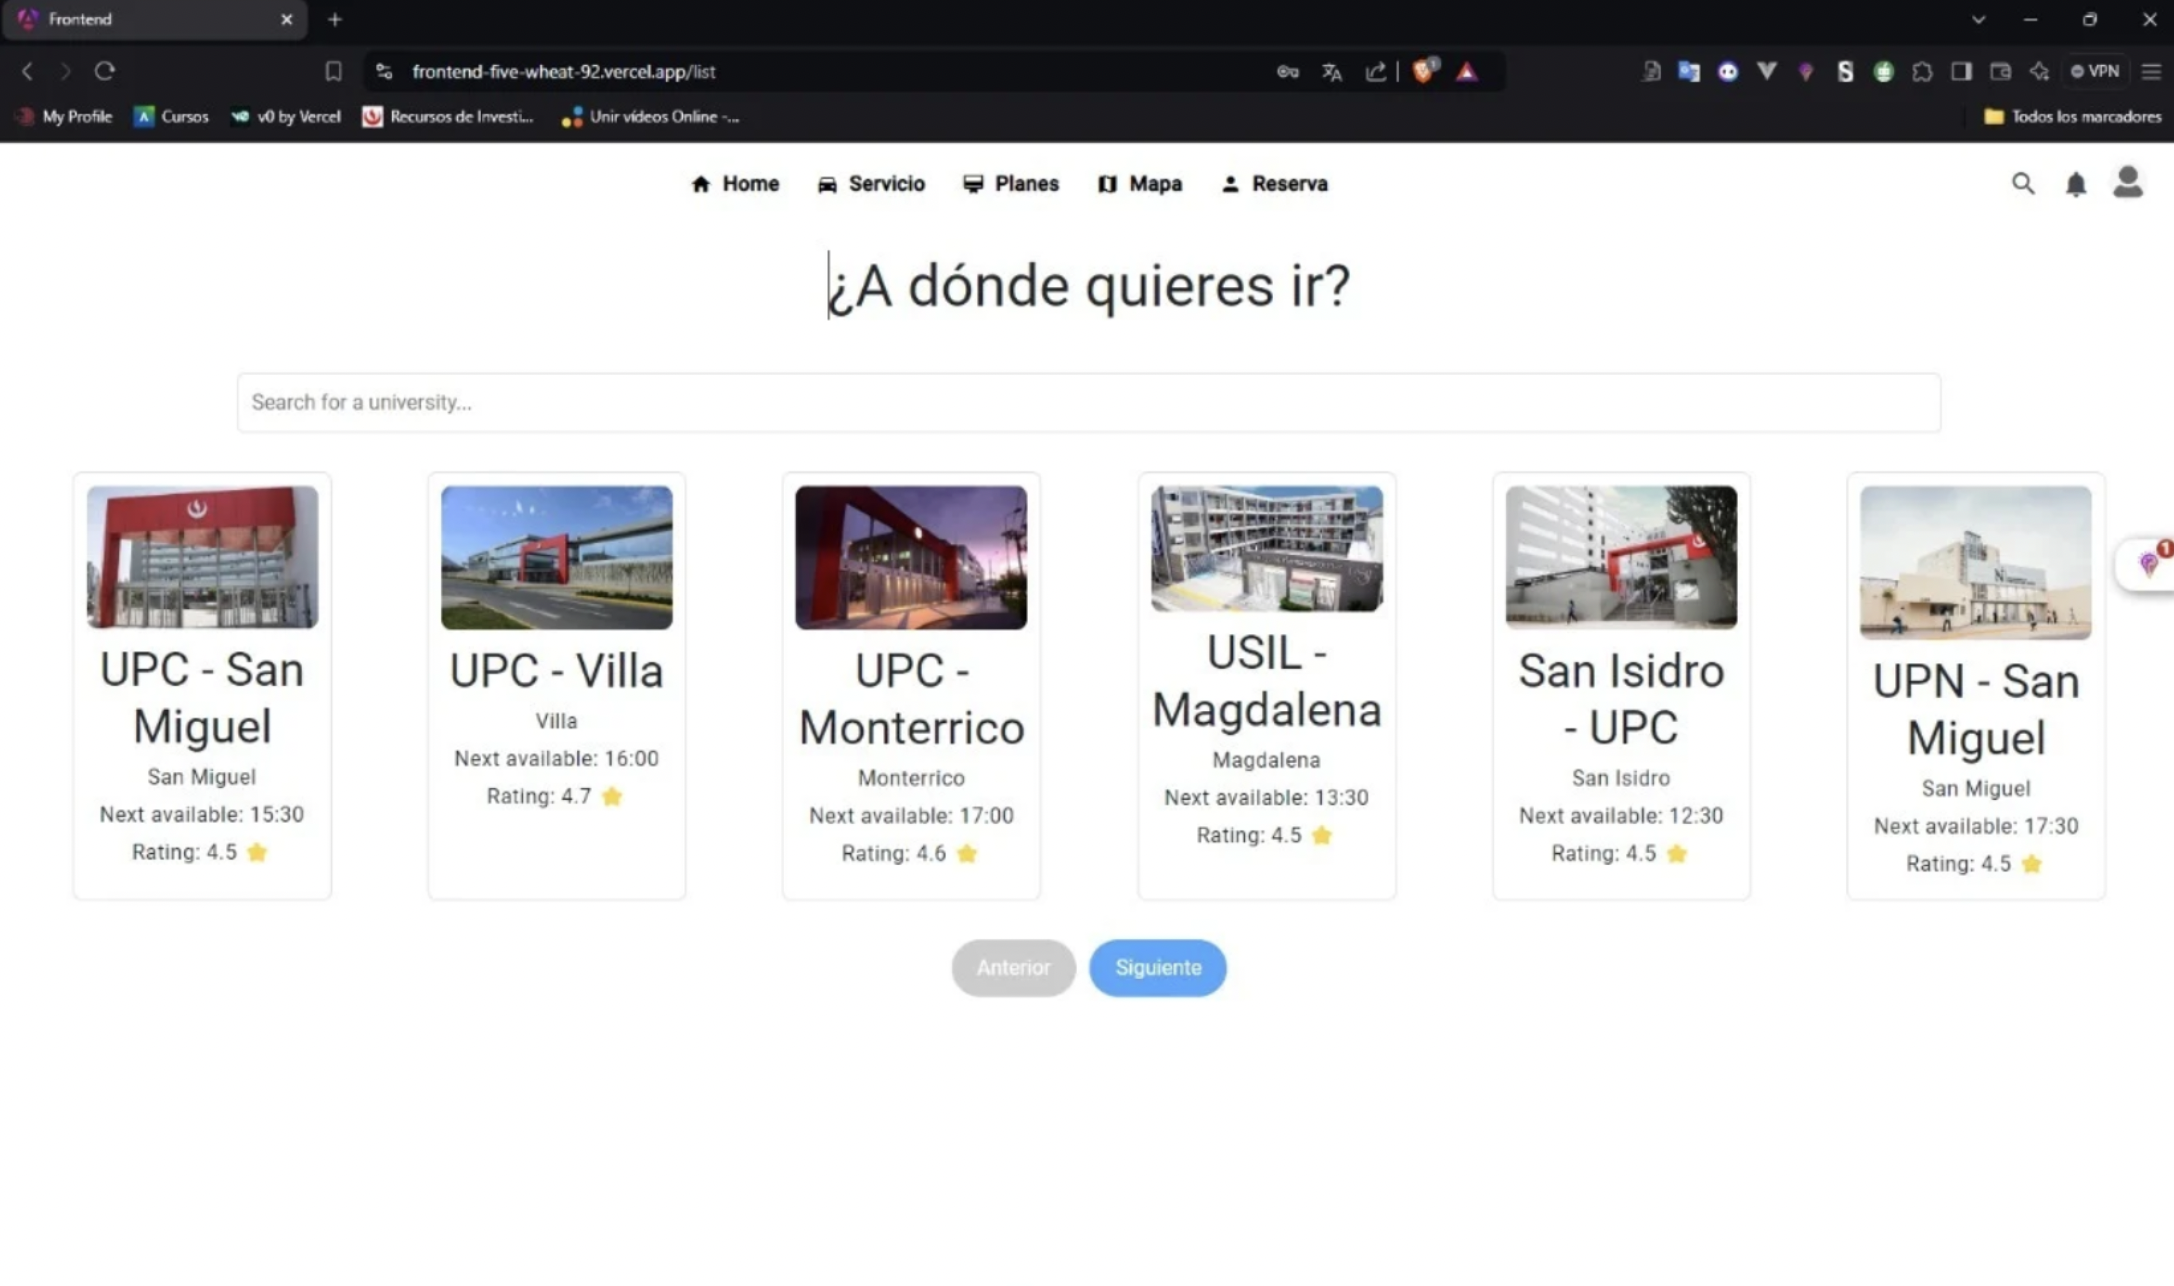 Frontend
frontend-five-wheat-92.vercel.app/list
1
VPN
My Profile
Cursos
v0 by Vercel
Recursos de Investi...
Unir vídeos Online -...
Todos los marcadores
Home
Servicio
Planes
Mapa
Reserva
¿A dónde quieres ir?
Search for a university...
UPC - San
Miguel
San Miguel
Next available: 15:30
Rating: 4.5
UPC - Villa
Villa
Next available: 16:00
Rating: 4.7
UPC -
Monterrico
Monterrico
Next available: 17:00
Rating: 4.6
USIL -
Magdalena
Magdalena
Next available: 13:30
Rating: 4.5
San Isidro
- UPC
San Isidro
Next available: 12:30
Rating: 4.5
UPN - San
Miguel
San Miguel
Next available: 17:30
Rating: 4.5
1
Anterior
Siguiente